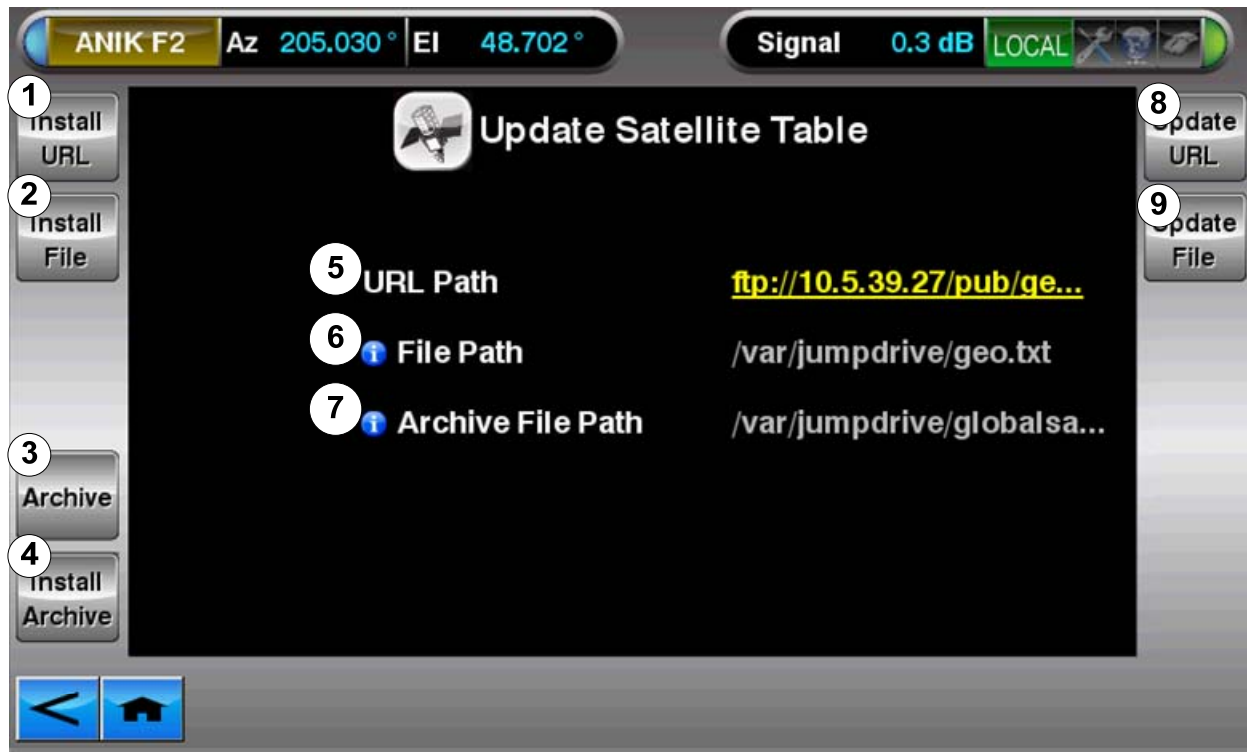 ANIK F2 Az 205.030 ° El 48.702 ° Signal 0.3 dB LOCAL
1
Install
URL
2
Install
File
3
Archive
4
Install
Archive
Update Satellite Table
5 URL Path ftp://10.5.39.27/pub/ge...
6 i File Path /var/jumpdrive/geo.txt
7 i Archive File Path /var/jumpdrive/globalsa...
8
Update
URL
9
Update
File
<